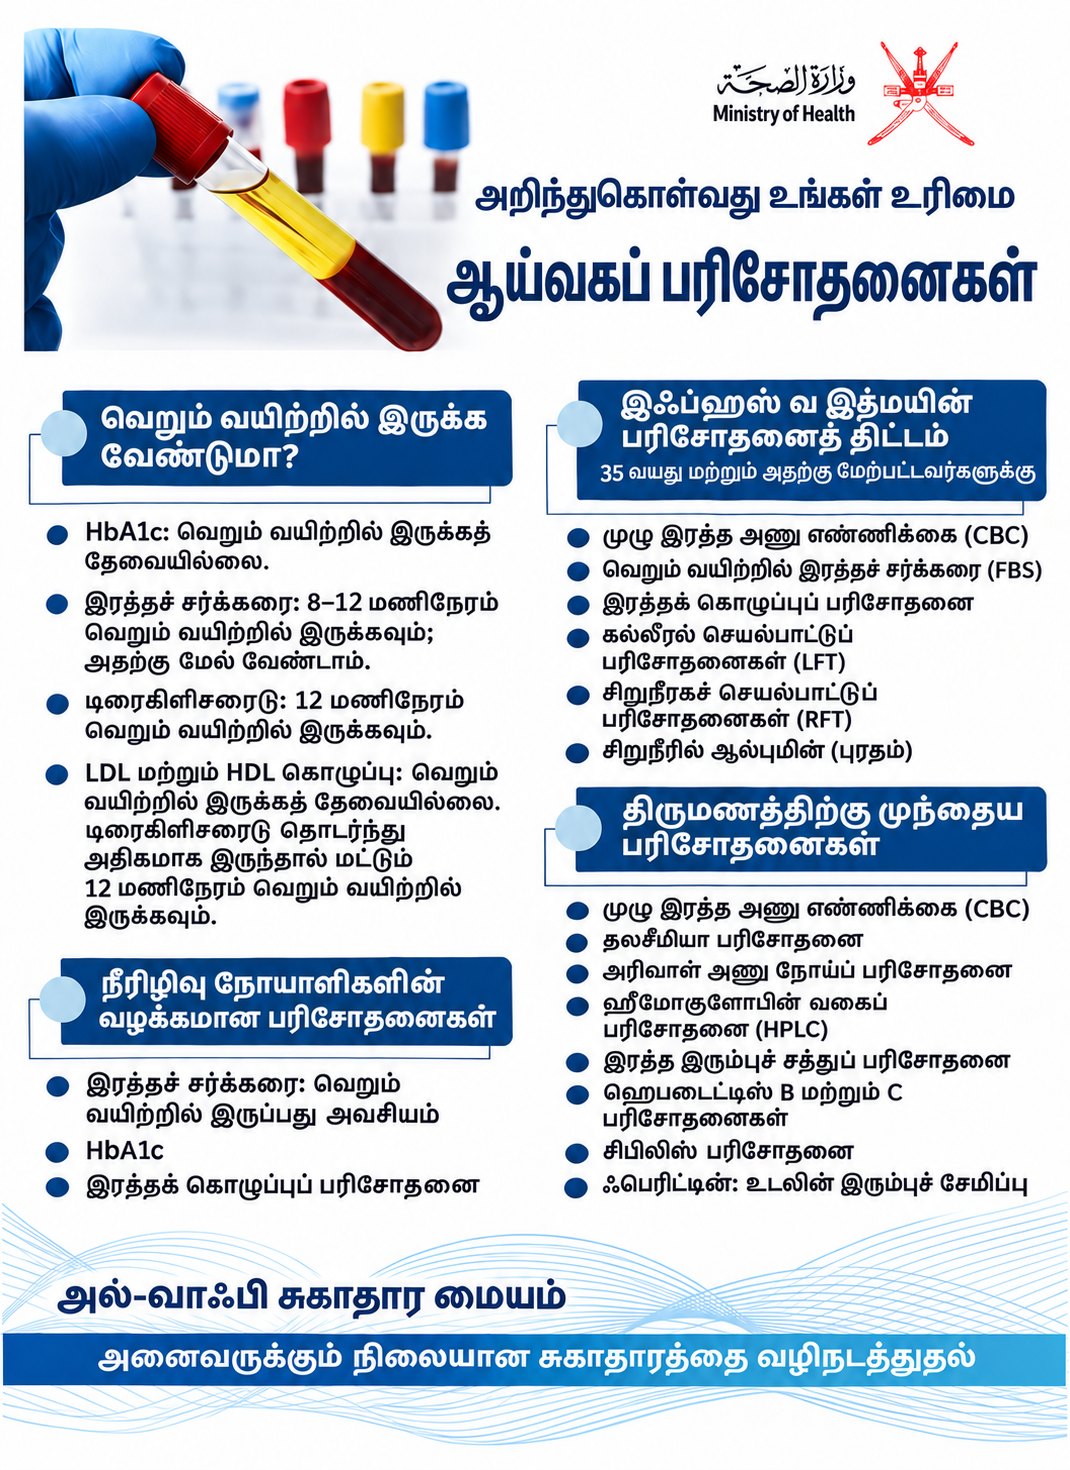 وزارة الصحة
Ministry of Health
அறிந்துகொள்வது உங்கள் உரிமை
ஆய்வகப் பரிசோதனைகள்
வெறும் வயிற்றில் இருக்க
வேண்டுமா?
HbA1c: வெறும் வயிற்றில் இருக்கத்
தேவையில்லை.
இரத்தச் சர்க்கரை: 8–12 மணிநேரம்
வெறும் வயிற்றில் இருக்கவும்;
அதற்கு மேல் வேண்டாம்.
டிரைகிளிசரைடு: 12 மணிநேரம்
வெறும் வயிற்றில் இருக்கவும்.
LDL மற்றும் HDL கொழுப்பு: வெறும்
வயிற்றில் இருக்கத் தேவையில்லை.
டிரைகிளிசரைடு தொடர்ந்து
அதிகமாக இருந்தால் மட்டும்
12 மணிநேரம் வெறும் வயிற்றில்
இருக்கவும்.
நீரிழிவு நோயாளிகளின்
வழக்கமான பரிசோதனைகள்
இரத்தச் சர்க்கரை: வெறும்
வயிற்றில் இருப்பது அவசியம்
HbA1c
இரத்தக் கொழுப்புப் பரிசோதனை
இஃப்ஹஸ் வ இத்மயின்
பரிசோதனைத் திட்டம்
35 வயது மற்றும் அதற்கு மேற்பட்டவர்களுக்கு
முழு இரத்த அணு எண்ணிக்கை (CBC)
வெறும் வயிற்றில் இரத்தச் சர்க்கரை (FBS)
இரத்தக் கொழுப்புப் பரிசோதனை
கல்லீரல் செயல்பாட்டுப்
பரிசோதனைகள் (LFT)
சிறுநீரகச் செயல்பாட்டுப்
பரிசோதனைகள் (RFT)
சிறுநீரில் ஆல்புமின் (புரதம்)
திருமணத்திற்கு முந்தைய
பரிசோதனைகள்
முழு இரத்த அணு எண்ணிக்கை (CBC)
தலசீமியா பரிசோதனை
அரிவாள் அணு நோய்ப் பரிசோதனை
ஹீமோகுளோபின் வகைப்
பரிசோதனை (HPLC)
இரத்த இரும்புச் சத்துப் பரிசோதனை
ஹெபடைட்டிஸ் B மற்றும் C
பரிசோதனைகள்
சிபிலிஸ் பரிசோதனை
ஃபெரிட்டின்: உடலின் இரும்புச் சேமிப்பு
அல்-வாஃபி சுகாதார மையம்
அனைவருக்கும் நிலையான சுகாதாரத்தை வழிநடத்துதல்